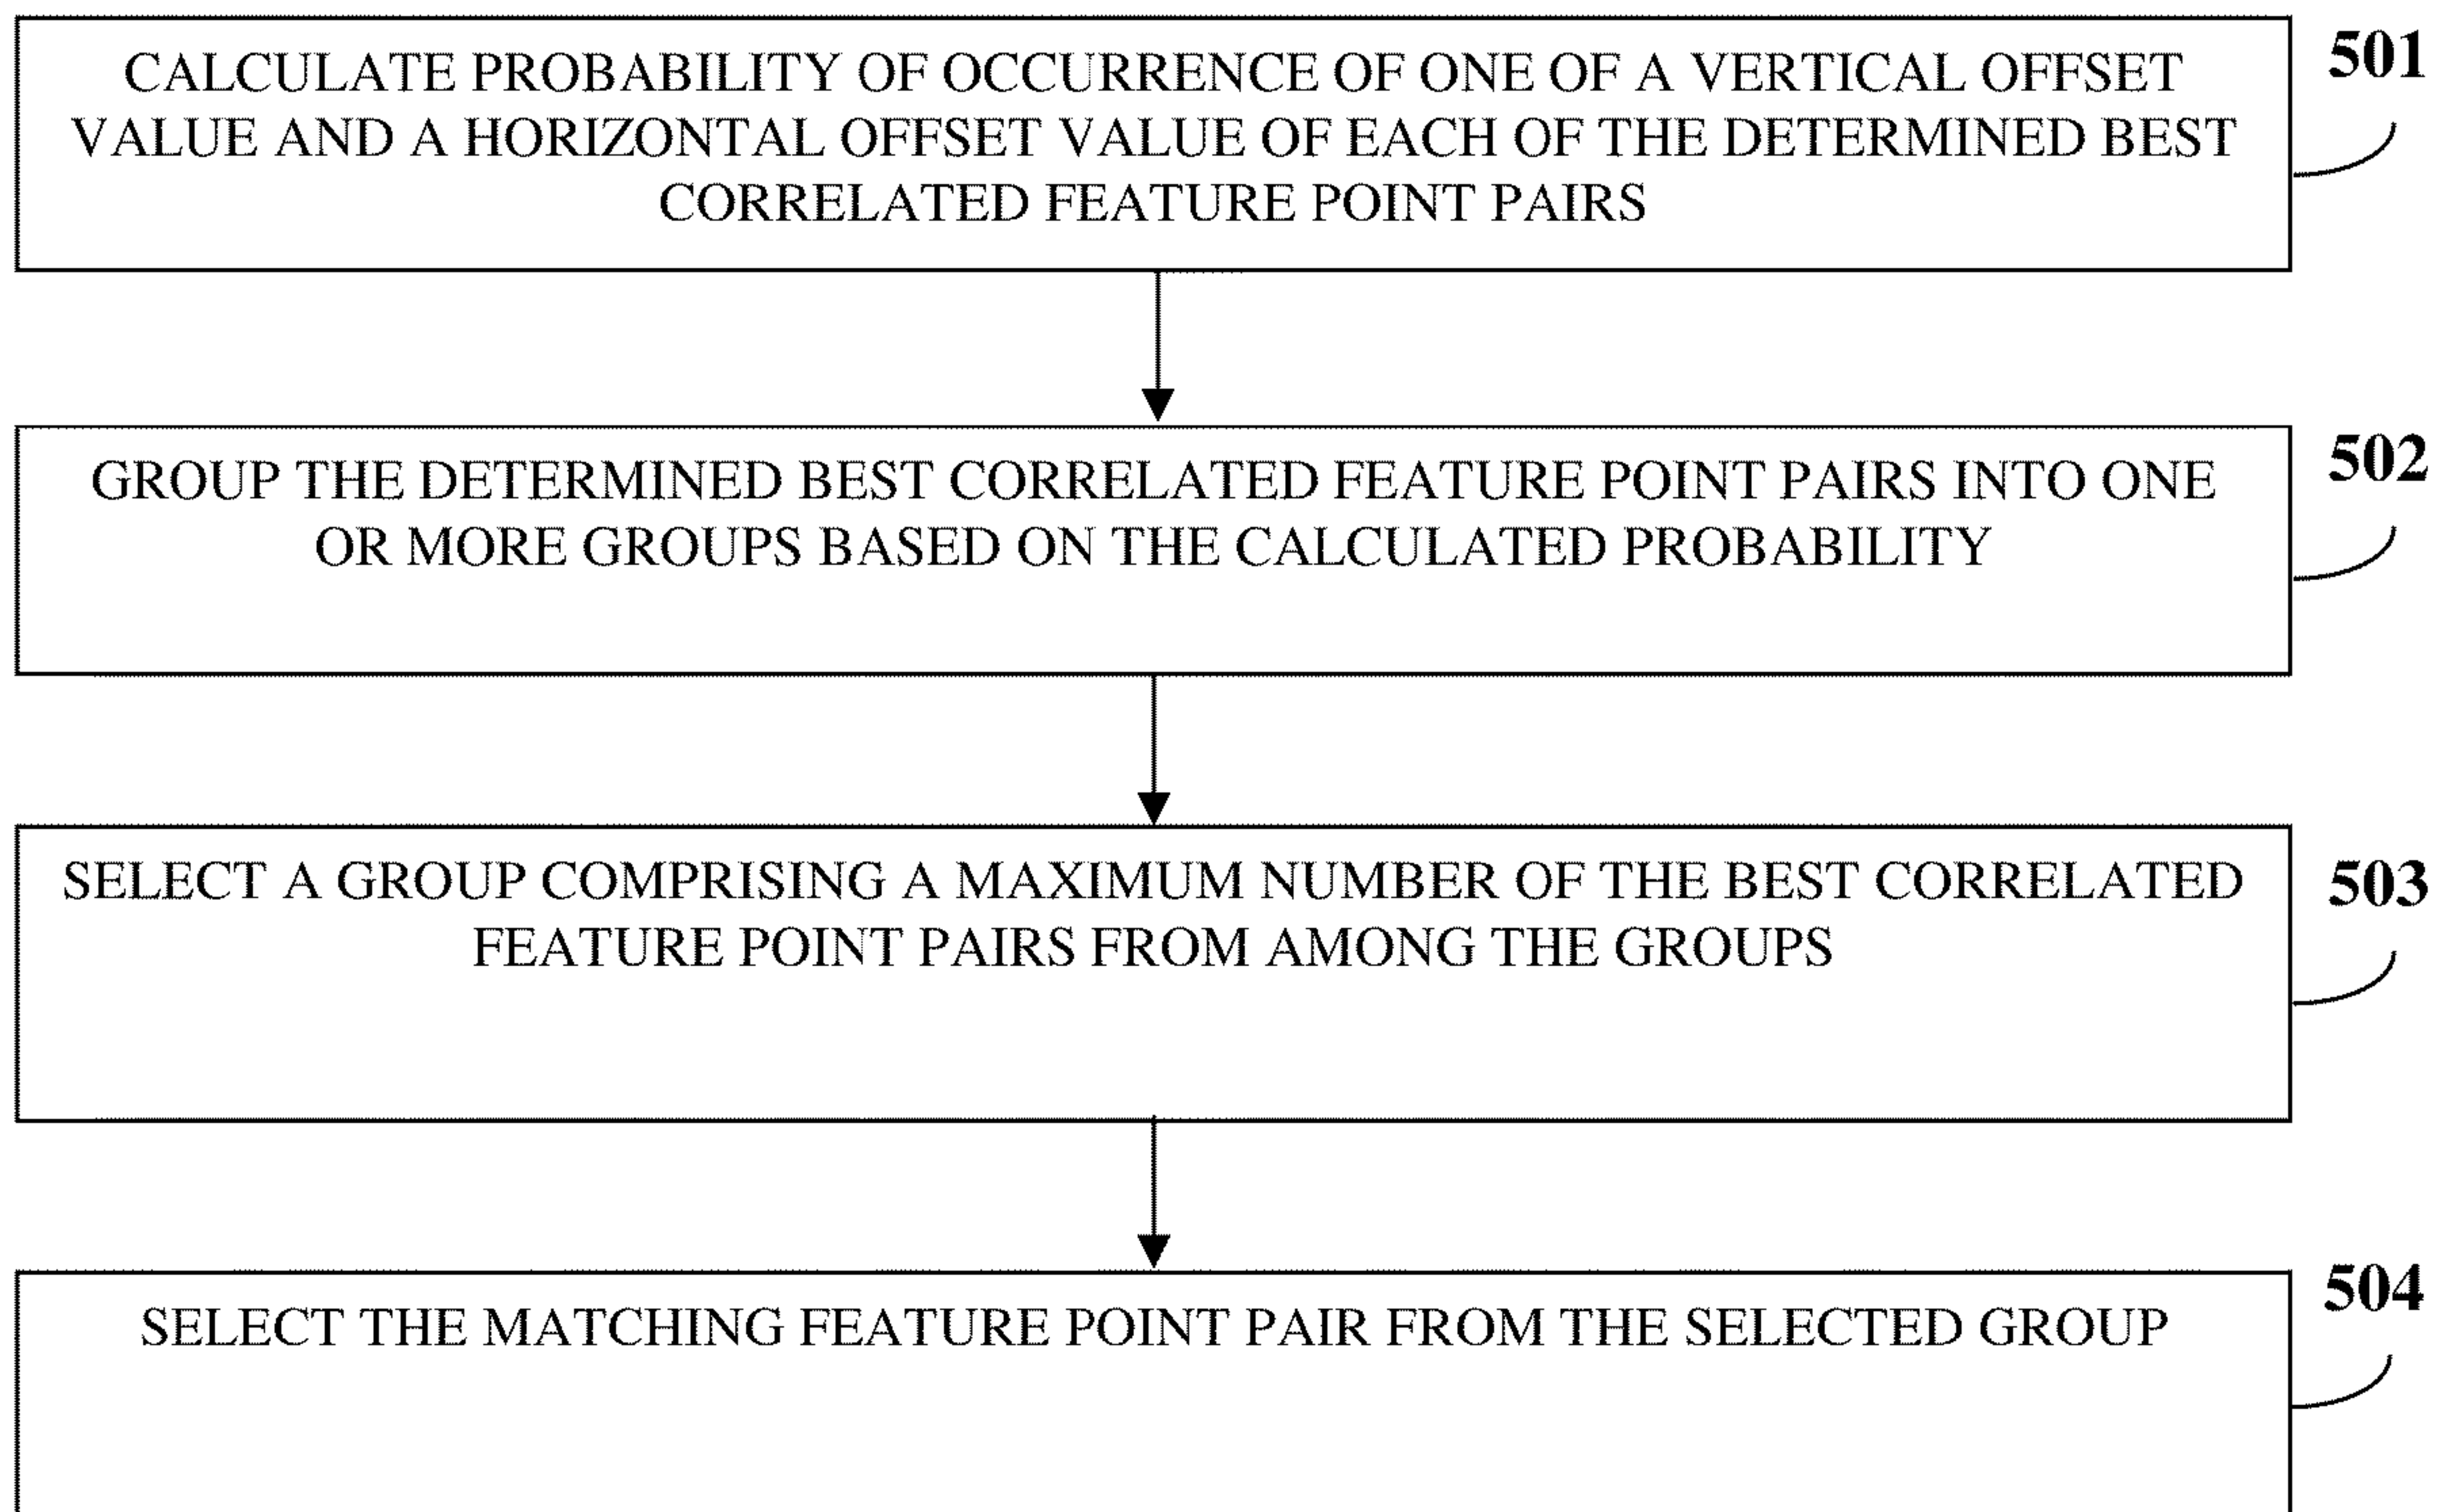 CALCULATE PROBABILITY OF OCCURRENCE OF ONE OF A VERTICAL OFFSET
VALUE AND A HORIZONTAL OFFSET VALUE OF EACH OF THE DETERMINED BEST
CORRELATED FEATURE POINT PAIRS
501
GROUP THE DETERMINED BEST CORRELATED FEATURE POINT PAIRS INTO ONE
OR MORE GROUPS BASED ON THE CALCULATED PROBABILITY
502
SELECT A GROUP COMPRISING A MAXIMUM NUMBER OF THE BEST CORRELATED
FEATURE POINT PAIRS FROM AMONG THE GROUPS
503
SELECT THE MATCHING FEATURE POINT PAIR FROM THE SELECTED GROUP
504